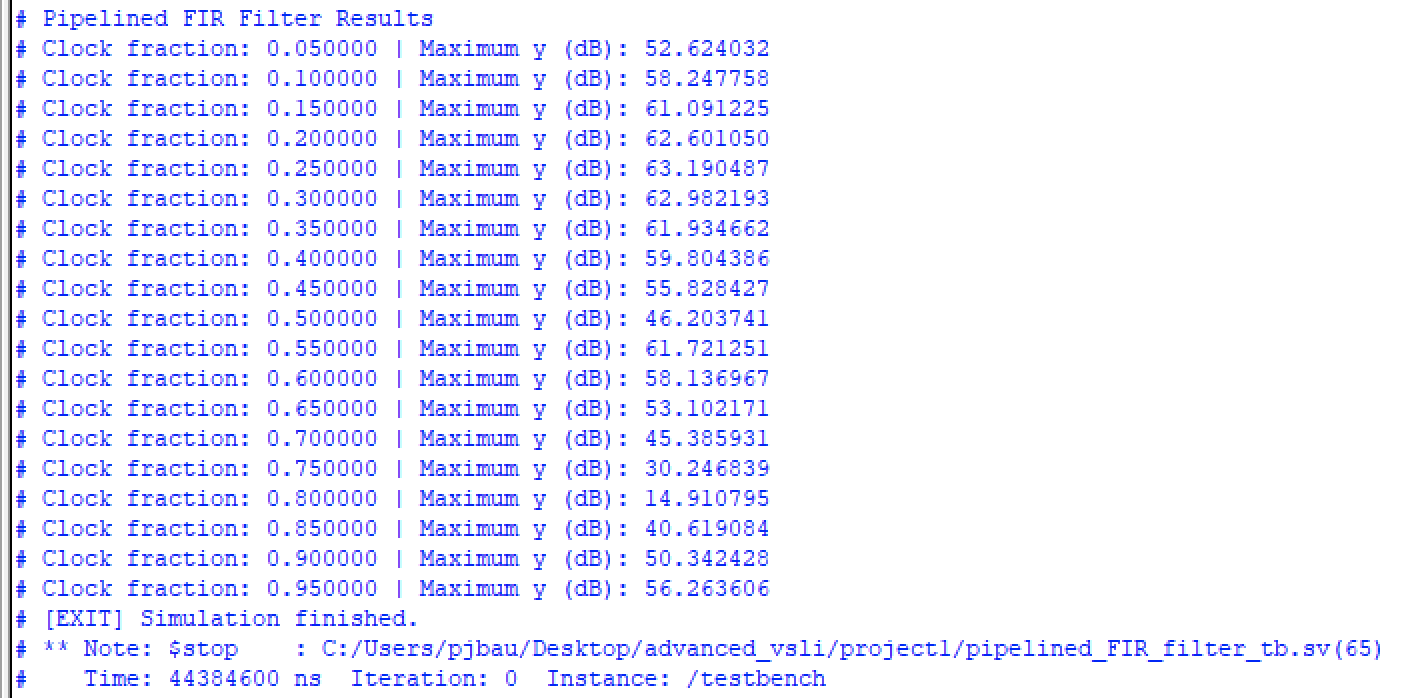 # Pipelined FIR Filter Results
# Clock fraction: 0.050000 | Maximum y (dB): 52.624032
# Clock fraction: 0.100000 | Maximum y (dB): 58.247758
# Clock fraction: 0.150000 | Maximum y (dB): 61.091225
# Clock fraction: 0.200000 | Maximum y (dB): 62.601050
# Clock fraction: 0.250000 | Maximum y (dB): 63.190487
# Clock fraction: 0.300000 | Maximum y (dB): 62.982193
# Clock fraction: 0.350000 | Maximum y (dB): 61.934662
# Clock fraction: 0.400000 | Maximum y (dB): 59.804386
# Clock fraction: 0.450000 | Maximum y (dB): 55.828427
# Clock fraction: 0.500000 | Maximum y (dB): 46.203741
# Clock fraction: 0.550000 | Maximum y (dB): 61.721251
# Clock fraction: 0.600000 | Maximum y (dB): 58.136967
# Clock fraction: 0.650000 | Maximum y (dB): 53.102171
# Clock fraction: 0.700000 | Maximum y (dB): 45.385931
# Clock fraction: 0.750000 | Maximum y (dB): 30.246839
# Clock fraction: 0.800000 | Maximum y (dB): 14.910795
# Clock fraction: 0.850000 | Maximum y (dB): 40.619084
# Clock fraction: 0.900000 | Maximum y (dB): 50.342428
# Clock fraction: 0.950000 | Maximum y (dB): 56.263606
# [EXIT] Simulation finished.
# ** Note: $stop    : C:/Users/pjbau/Desktop/advanced_vsli/project1/pipelined_FIR_filter_tb.sv(65)
#    Time: 44384600 ns  Iteration: 0  Instance: /testbench